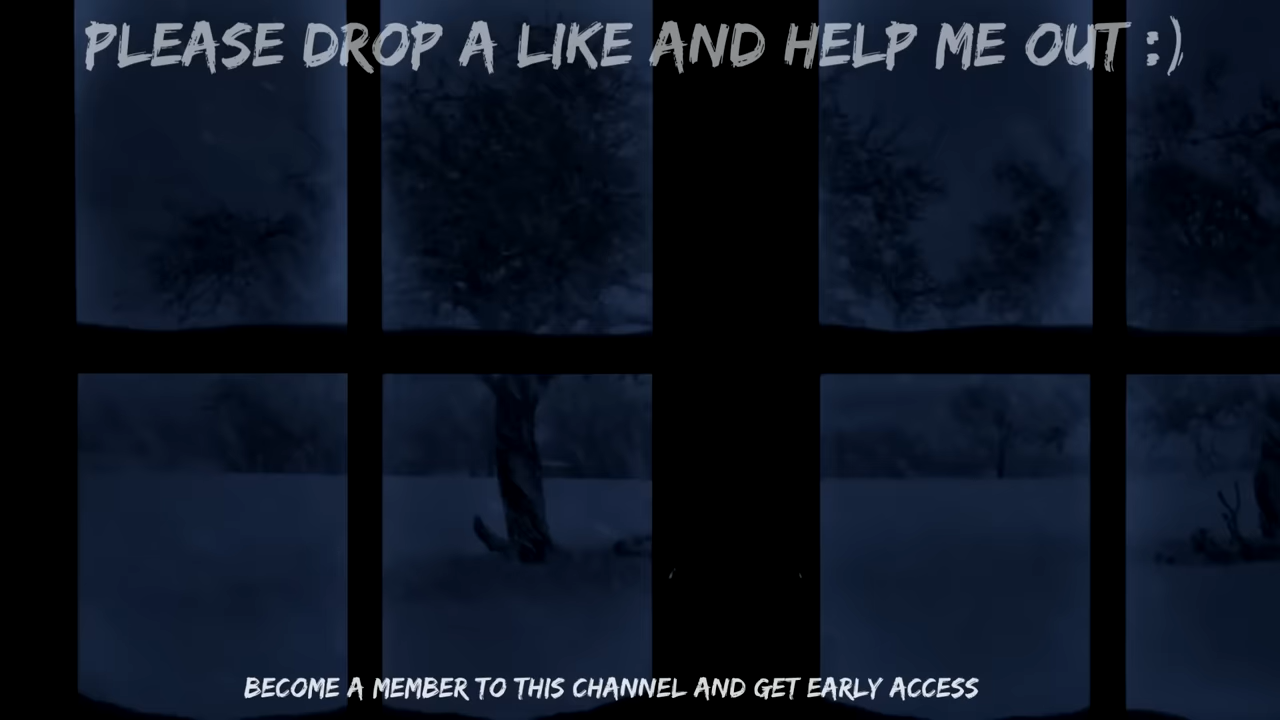 PLEASE DROP A LIKE AND HELP ME OUT :)
BECOME A MEMBER TO THIS CHANNEL AND GET EARLY ACCESS